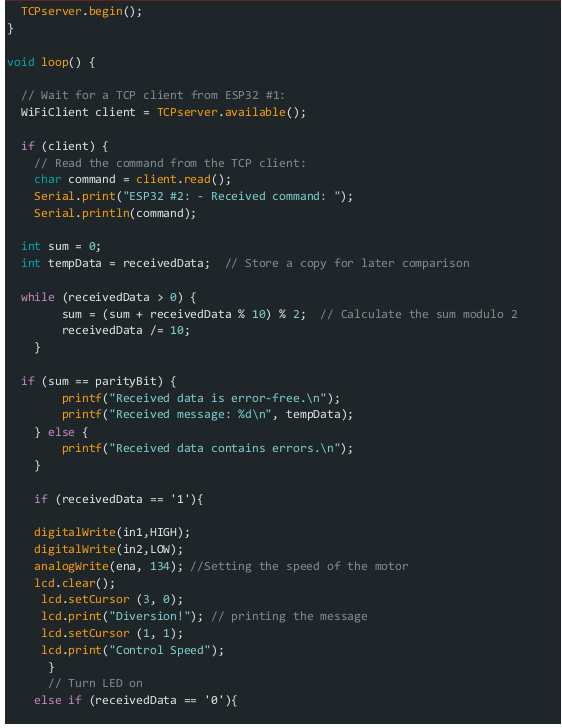 TCPserver.begin();
}

void loop() {

  // Wait for a TCP client from ESP32 #1:
  WiFiClient client = TCPserver.available();

  if (client) {
    // Read the command from the TCP client:
    char command = client.read();
    Serial.print("ESP32 #2: - Received command: ");
    Serial.println(command);

  int sum = 0;
  int tempData = receivedData;  // Store a copy for later comparison

  while (receivedData > 0) {
        sum = (sum + receivedData % 10) % 2;  // Calculate the sum modulo 2
        receivedData /= 10;
    }

  if (sum == parityBit) {
        printf("Received data is error-free.\n");
        printf("Received message: %d\n", tempData);
    } else {
        printf("Received data contains errors.\n");
    }

    if (receivedData == '1'){

    digitalWrite(in1,HIGH);
    digitalWrite(in2,LOW);
    analogWrite(ena, 134); //Setting the speed of the motor
    lcd.clear();
     lcd.setCursor (3, 0);
     lcd.print("Diversion!"); // printing the message
     lcd.setCursor (1, 1);
     lcd.print("Control Speed");
      }
      // Turn LED on
    else if (receivedData == '0'){